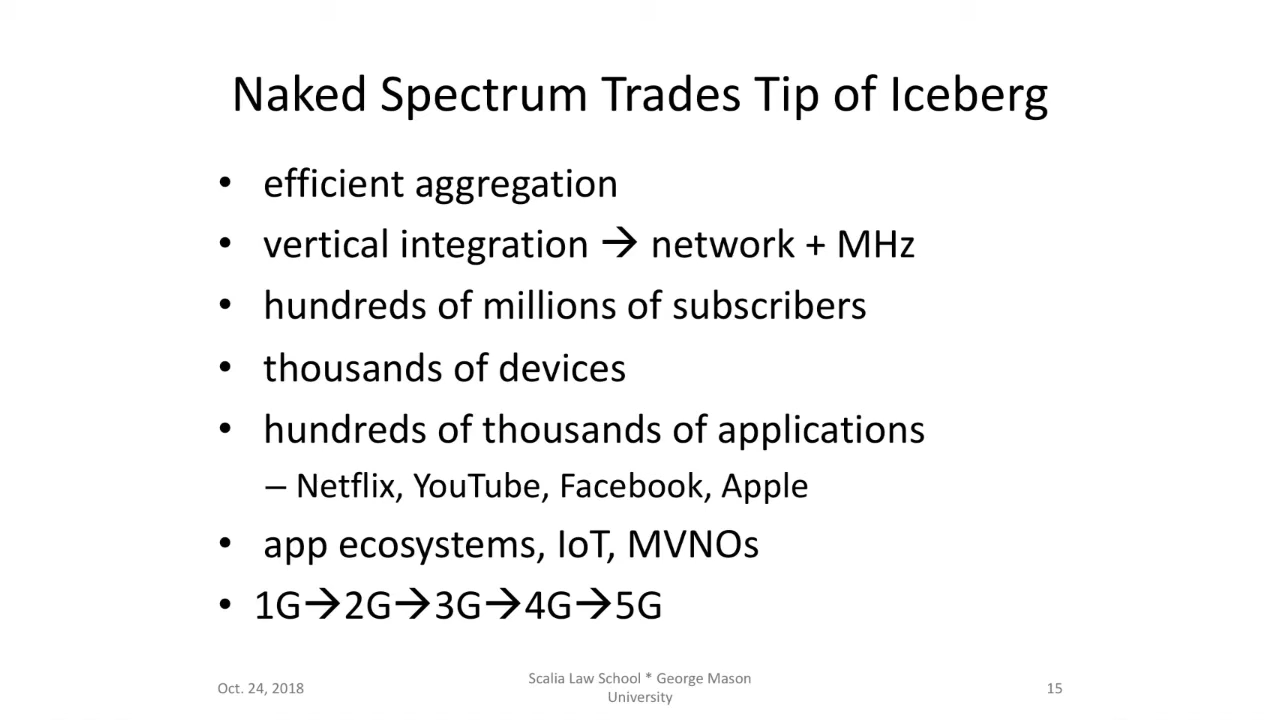 Naked Spectrum Trades Tip of Iceberg
• efficient aggregation
• vertical integration → network + MHz
• hundreds of millions of subscribers
• thousands of devices
• hundreds of thousands of applications
– Netflix, YouTube, Facebook, Apple
• app ecosystems, IoT, MVNOs
• 1G→2G→3G→4G→5G
Oct. 24, 2018
Scalia Law School * George Mason
University
15